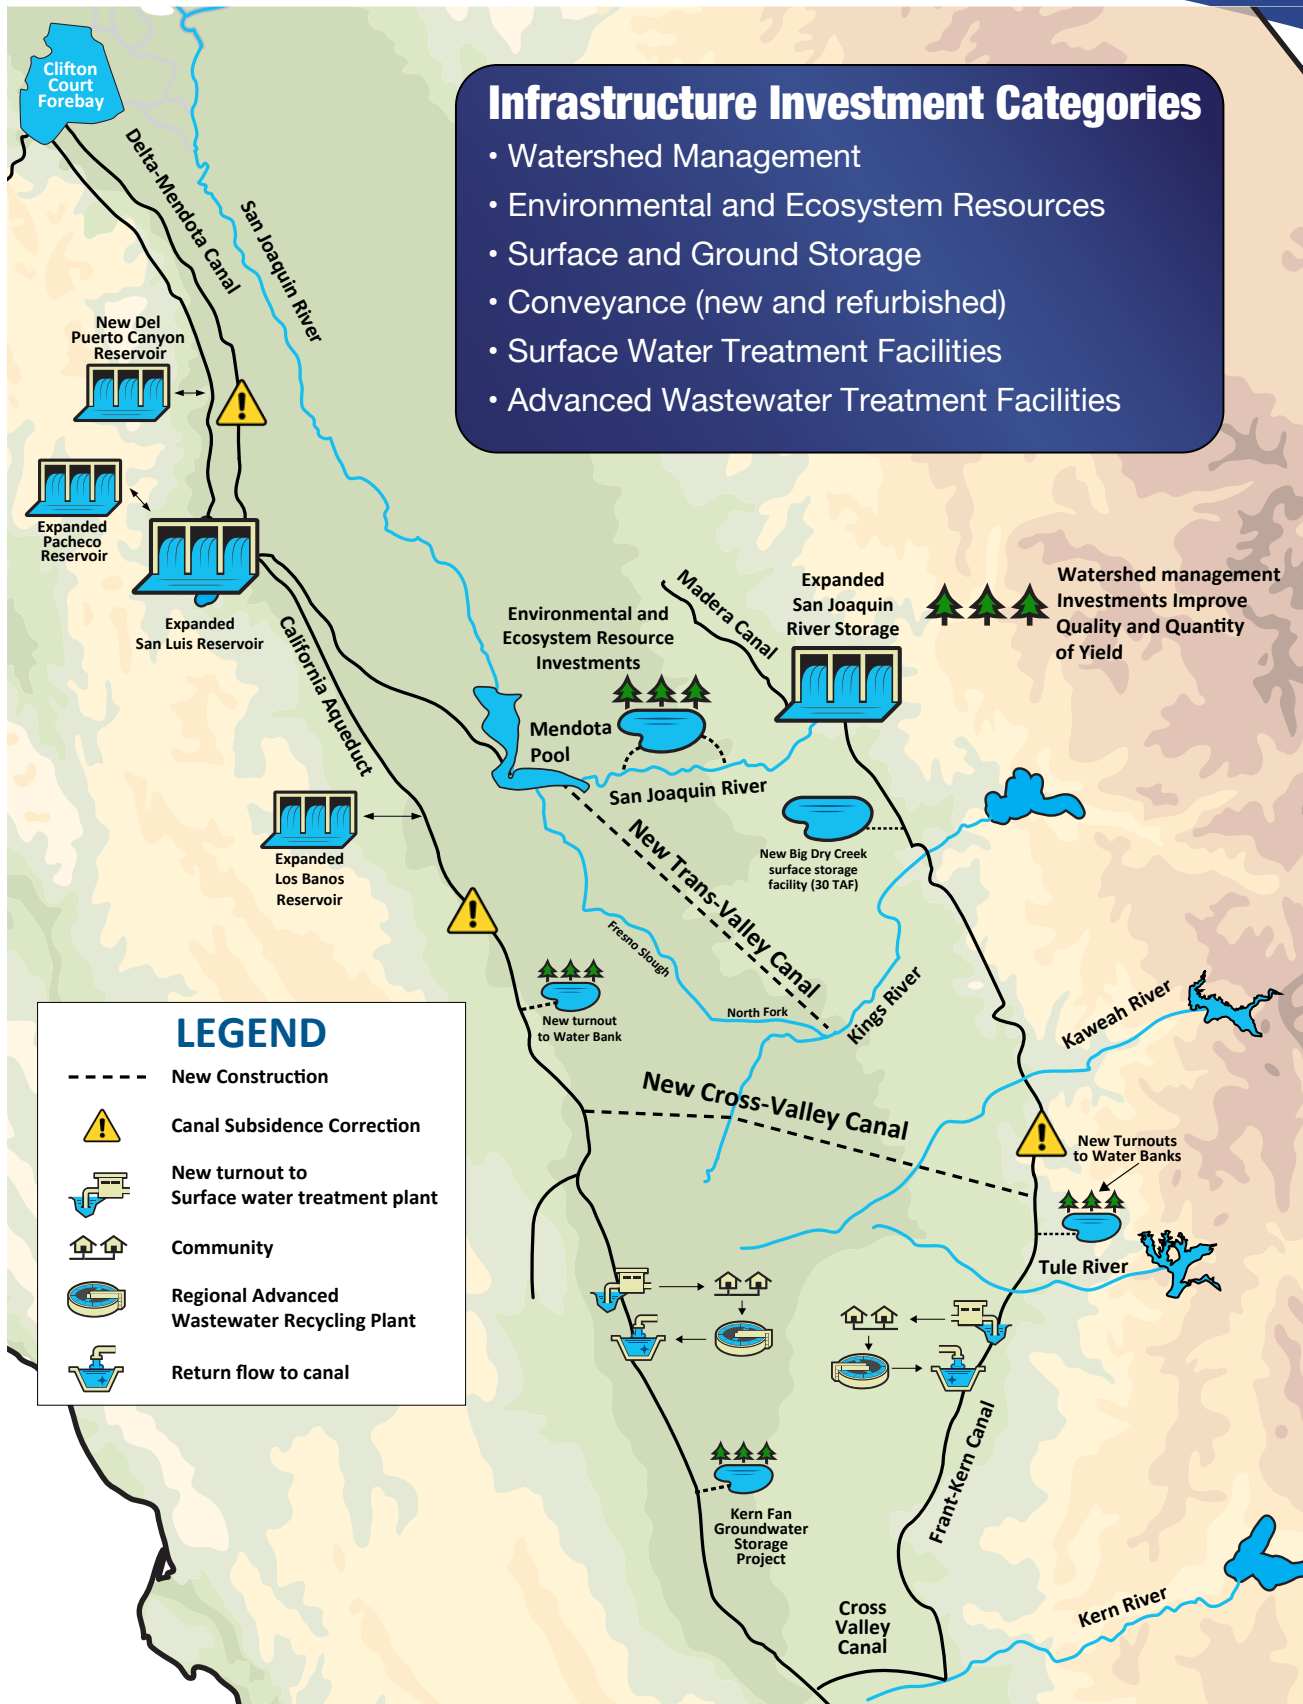 Clifton
Court
Forebay
Infrastructure Investment Categories
• Watershed Management
• Environmental and Ecosystem Resources
• Surface and Ground Storage
• Conveyance (new and refurbished)
• Surface Water Treatment Facilities
• Advanced Wastewater Treatment Facilities
Delta-Mendota Canal
San Joaquin River
New Del
Puerto Canyon
Reservoir
Expanded
Pacheco
Reservoir
Expanded
San Luis Reservoir
California Aqueduct
Environmental and
Ecosystem Resource
Investments
Madera Canal
Expanded
San Joaquin
River Storage
Watershed management
Investments Improve
Quality and Quantity
of Yield
Mendota
Pool
San Joaquin River
Expanded
Los Banos
Reservoir
New Trans-Valley Canal
New Big Dry Creek
surface storage
facility (30 TAF)
Fresno Slough
North Fork
Kings River
Kaweah River
New turnout
to Water Bank
New Cross-Valley Canal
New Turnouts
to Water Banks
Tule River
LEGEND
New Construction
Canal Subsidence Correction
New turnout to
Surface water treatment plant
Community
Regional Advanced
Wastewater Recycling Plant
Return flow to canal
Frant-Kern Canal
Kern Fan
Groundwater
Storage
Project
Cross
Valley
Canal
Kern River